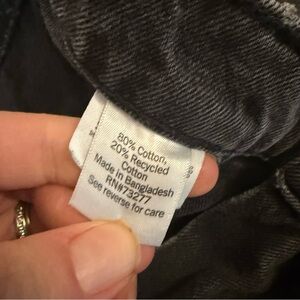 80% Cotton,
20% Recycled
Cotton
Made in Bangladesh
RN#73277
See reverse for care